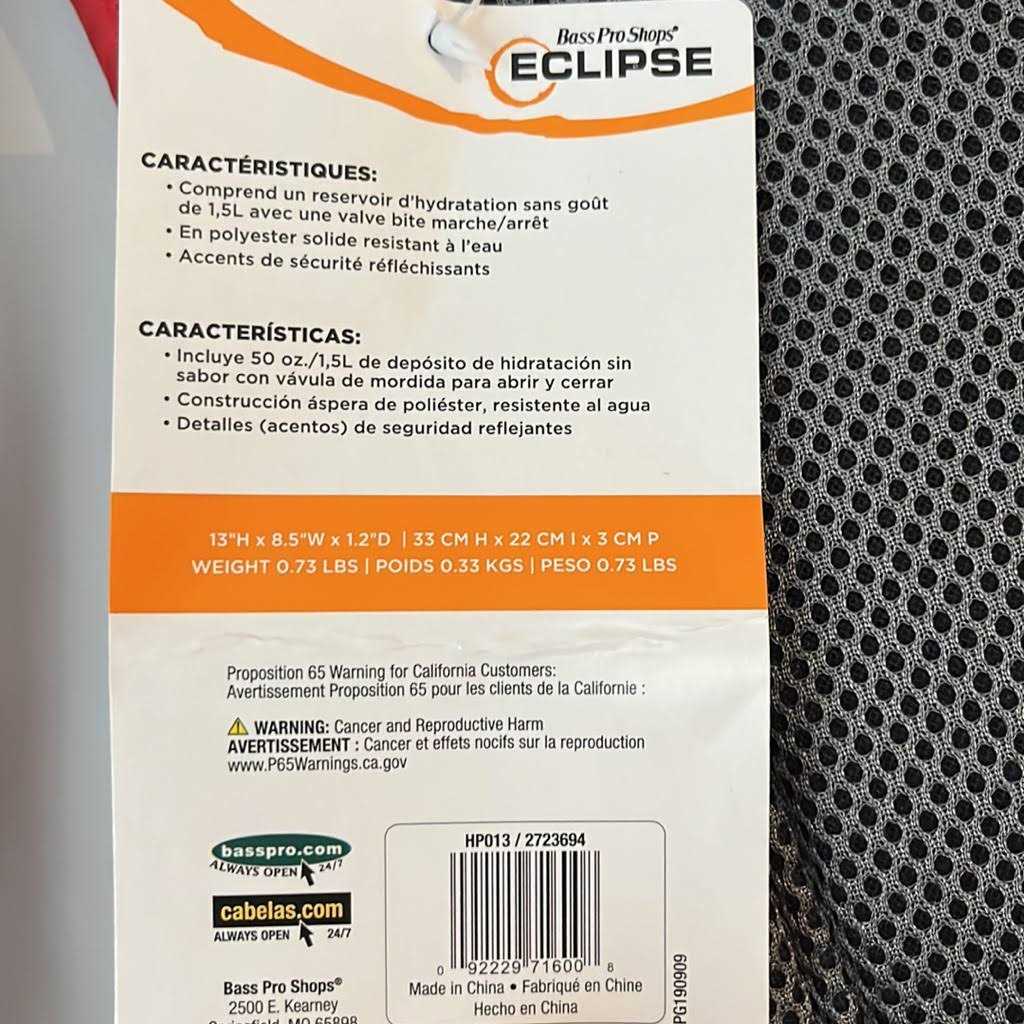 Bass Pro Shops®
ECLIPSE
CARACTÉRISTIQUES:
• Comprend un reservoir d'hydratation sans goût
de 1,5L avec une valve bite marche/arrêt
• En polyester solide resistant à l'eau
• Accents de sécurité réfléchissants
CARACTERÍSTICAS:
• Incluye 50 oz./1,5L de depósito de hidratación sin
sabor con vávula de mordida para abrir y cerrar
• Construcción áspera de poliéster, resistente al agua
• Detalles (acentos) de seguridad reflejantes
13"H x 8.5"W x 1.2"D | 33 CM H x 22 CM l x 3 CM P
WEIGHT 0.73 LBS | POIDS 0.33 KGS | PESO 0.73 LBS
Proposition 65 Warning for California Customers:
Avertissement Proposition 65 pour les clients de la Californie :
WARNING: Cancer and Reproductive Harm
AVERTISSEMENT : Cancer et effets nocifs sur la reproduction
www.P65Warnings.ca.gov
basspro.com
ALWAYS OPEN 24/7
cabelas.com
ALWAYS OPEN 24/7
Bass Pro Shops®
2500 E. Kearney
Springfield, MO 65898
HP013 / 2723694
0 92229 71600 8
Made in China • Fabriqué en Chine
Hecho en China
PG190909